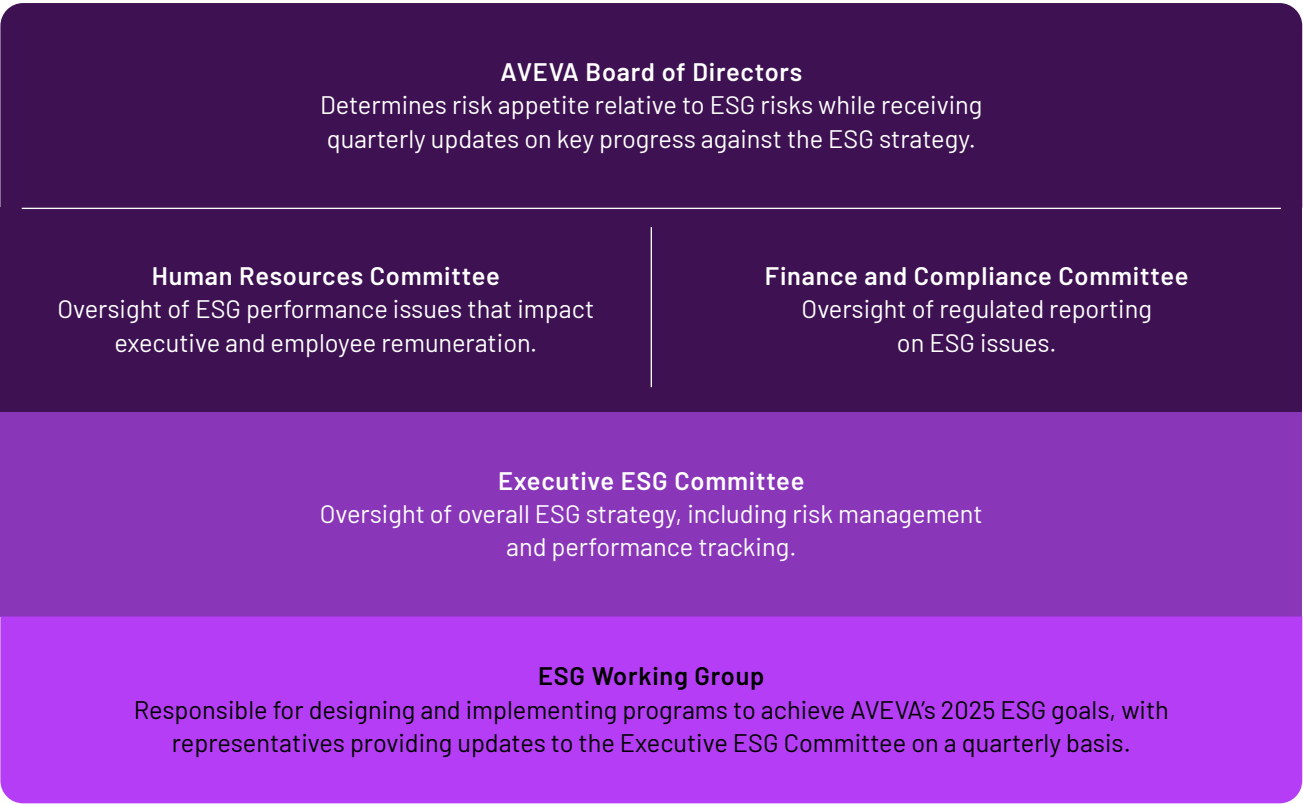 AVEVA Board of Directors
Determines risk appetite relative to ESG risks while receiving
quarterly updates on key progress against the ESG strategy.
Human Resources Committee
Oversight of ESG performance issues that impact
executive and employee remuneration.
Finance and Compliance Committee
Oversight of regulated reporting
on ESG issues.
Executive ESG Committee
Oversight of overall ESG strategy, including risk management
and performance tracking.
ESG Working Group
Responsible for designing and implementing programs to achieve AVEVA’s 2025 ESG goals, with
representatives providing updates to the Executive ESG Committee on a quarterly basis.